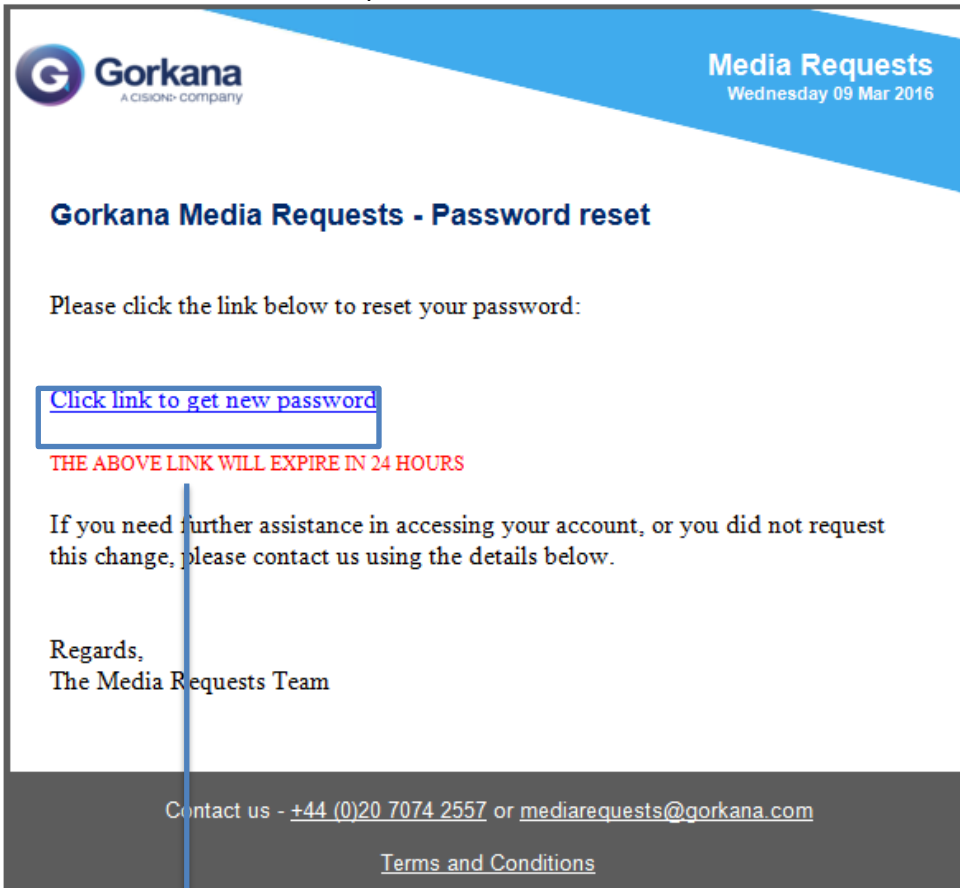 Gorkana
A CISION company
Media Requests
Wednesday 09 Mar 2016
Gorkana Media Requests - Password reset
Please click the link below to reset your password:
Click link to get new password
THE ABOVE LINK WILL EXPIRE IN 24 HOURS
If you need further assistance in accessing your account, or you did not request
this change, please contact us using the details below.
Regards,
The Media Requests Team
Contact us - +44 (0)20 7074 2557 or mediarequests@gorkana.com
Terms and Conditions